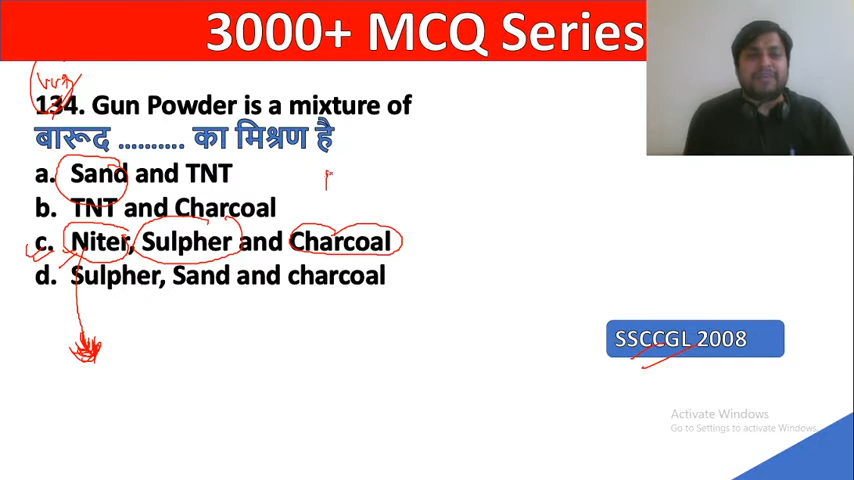 3000+ MCQ Series
134. Gun Powder is a mixture of
बारूद .......... का मिश्रण है
a. Sand and TNT
b. TNT and Charcoal
c. Niter, Sulpher and Charcoal
d. Sulpher, Sand and charcoal
SSCCGL 2008
Activate Windows
Go to Settings to activate Windows.